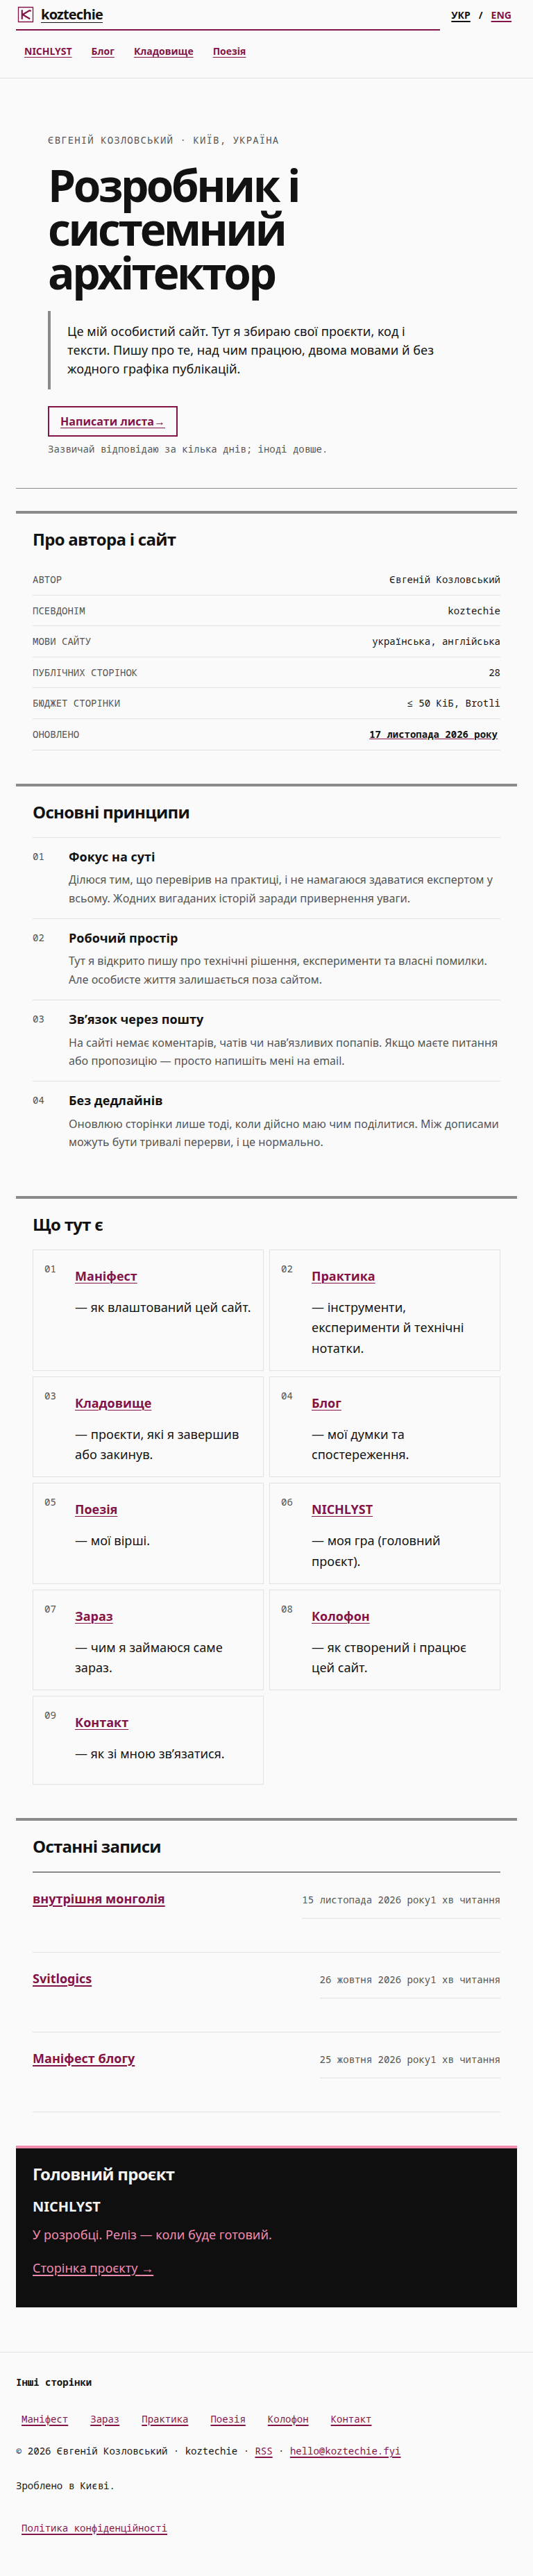 koztechie
УКР / ENG
NICHLYST Блог Кладовище Поезія
ЄВГЕНІЙ КОЗЛОВСЬКИЙ · КИЇВ, УКРАЇНА
Розробник і
системний
архітектор
Це мій особистий сайт. Тут я збираю свої проєкти, код і
тексти. Пишу про те, над чим працюю, двома мовами й без
жодного графіка публікацій.
Написати листа→
Зазвичай відповідаю за кілька днів; іноді довше.
Про автора і сайт
АВТОР Євгеній Козловський
ПСЕВДОНІМ koztechie
МОВИ САЙТУ українська, англійська
ПУБЛІЧНИХ СТОРІНОК 28
БЮДЖЕТ СТОРІНКИ ≤ 50 КіБ, Brotli
ОНОВЛЕНО 17 листопада 2026 року
Основні принципи
01 Фокус на суті
Ділюся тим, що перевірив на практиці, і не намагаюся здаватися експертом у
всьому. Жодних вигаданих історій заради привернення уваги.
02 Робочий простір
Тут я відкрито пишу про технічні рішення, експерименти та власні помилки.
Але особисте життя залишається поза сайтом.
03 Зв’язок через пошту
На сайті немає коментарів, чатів чи нав’язливих попапів. Якщо маєте питання
або пропозицію — просто напишіть мені на email.
04 Без дедлайнів
Оновлюю сторінки лише тоді, коли дійсно маю чим поділитися. Між дописами
можуть бути тривалі перерви, і це нормально.
Що тут є
01 Маніфест
— як влаштований цей сайт.
02 Практика
— інструменти,
експерименти й технічні
нотатки.
03 Кладовище
— проєкти, які я завершив
або закинув.
04 Блог
— мої думки та
спостереження.
05 Поезія
— мої вірші.
06 NICHLYST
— моя гра (головний
проєкт).
07 Зараз
— чим я займаюся саме
зараз.
08 Колофон
— як створений і працює
цей сайт.
09 Контакт
— як зі мною зв’язатися.
Останні записи
внутрішня монголія 15 листопада 2026 року1 хв читання
Svitlogics 26 жовтня 2026 року1 хв читання
Маніфест блогу 25 жовтня 2026 року1 хв читання
Головний проєкт
NICHLYST
У розробці. Реліз — коли буде готовий.
Сторінка проєкту →
Інші сторінки
Маніфест Зараз Практика Поезія Колофон Контакт
© 2026 Євгеній Козловський · koztechie · RSS · hello@koztechie.fyi
Зроблено в Києві.
Політика конфіденційності